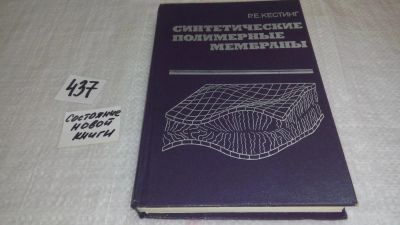 437
СОСТОЯНИЕ
НОВОЙ
КНИГИ
Р.Е. КЕСТИНГ
СИНТЕТИЧЕСКИЕ
ПОЛИМЕРНЫЕ
МЕМБРАНЫ